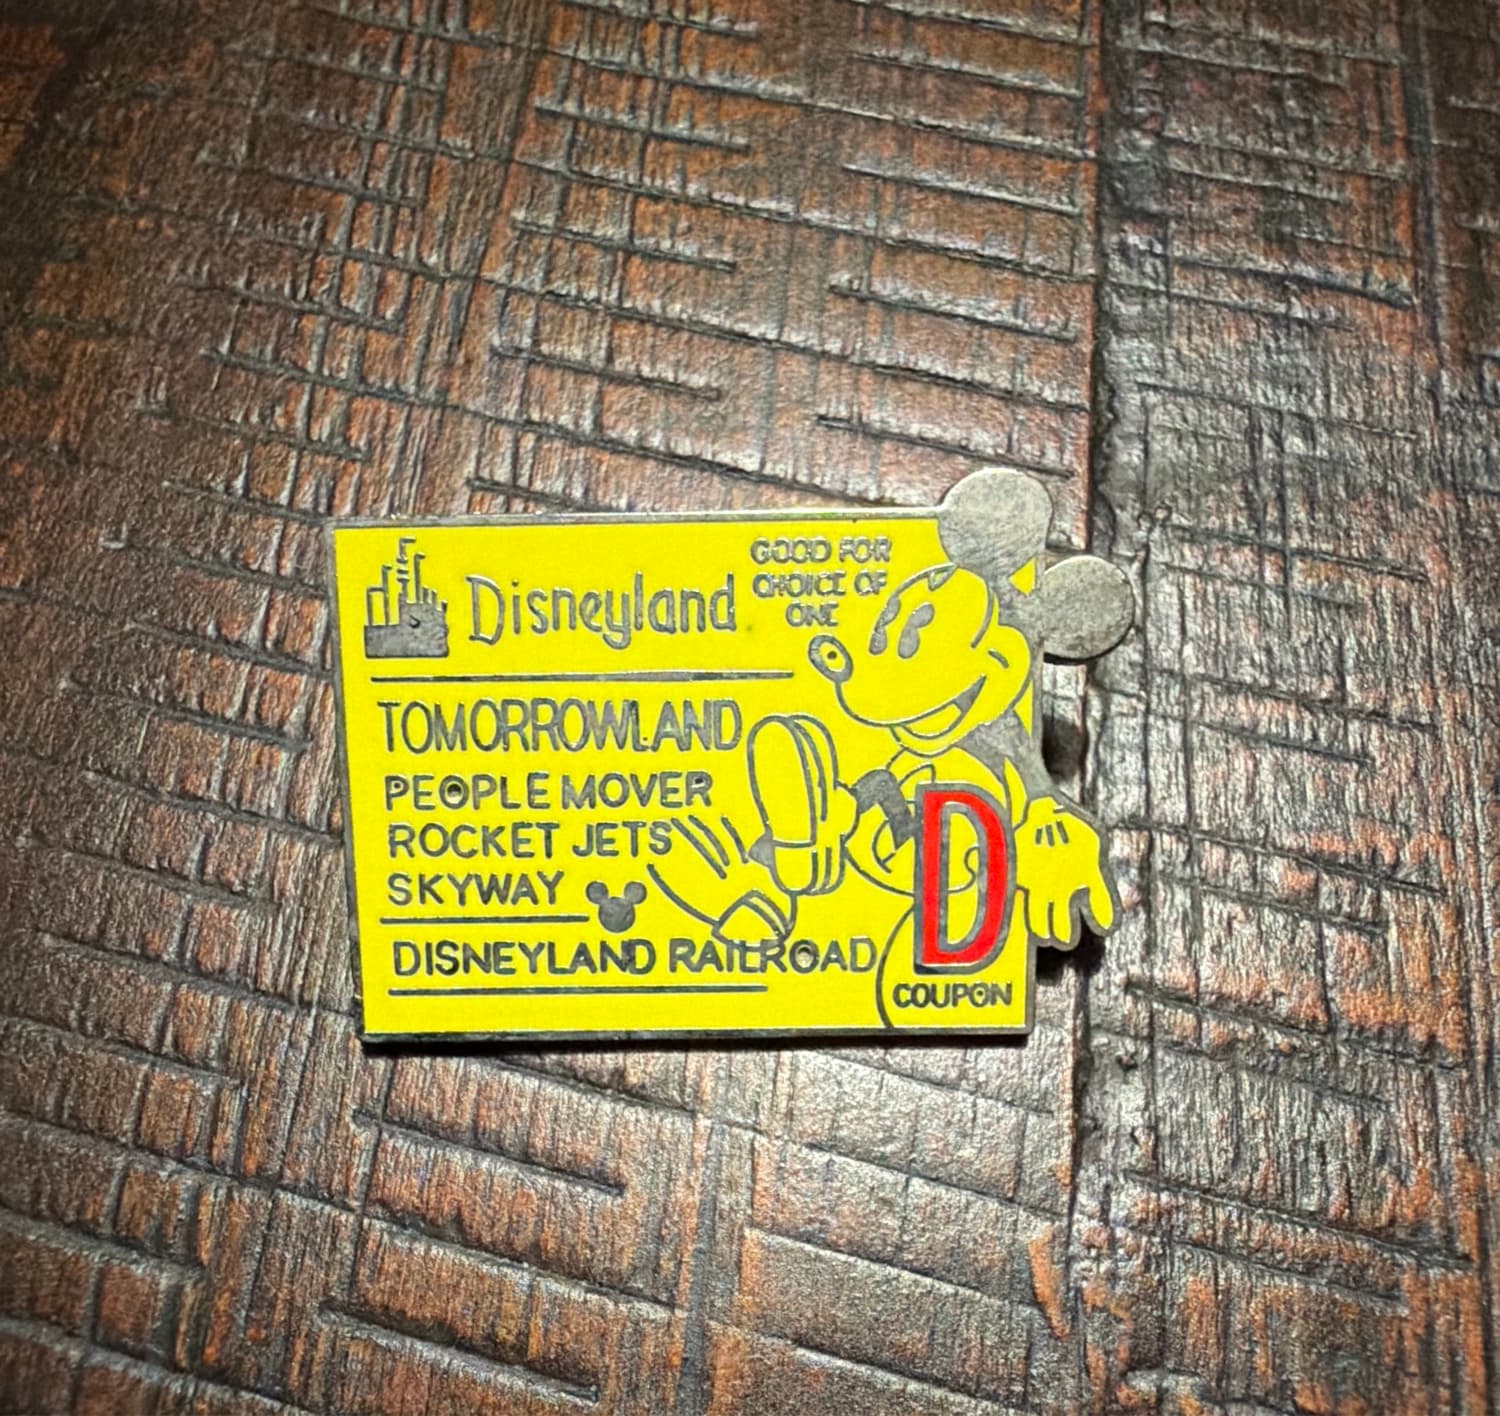 Disneyland
GOOD FOR
CHOICE OF
ONE
TOMORROWLAND
PEOPLE MOVER
ROCKET JETS
SKYWAY
DISNEYLAND RAILROAD
D
COUPON